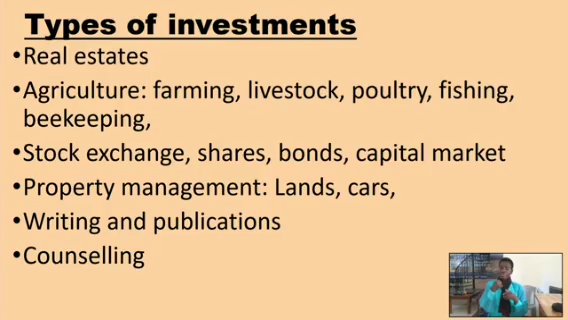 Types of investments
•Real estates
•Agriculture: farming, livestock, poultry, fishing,
beekeeping,
•Stock exchange, shares, bonds, capital market
•Property management: Lands, cars,
•Writing and publications
•Counselling